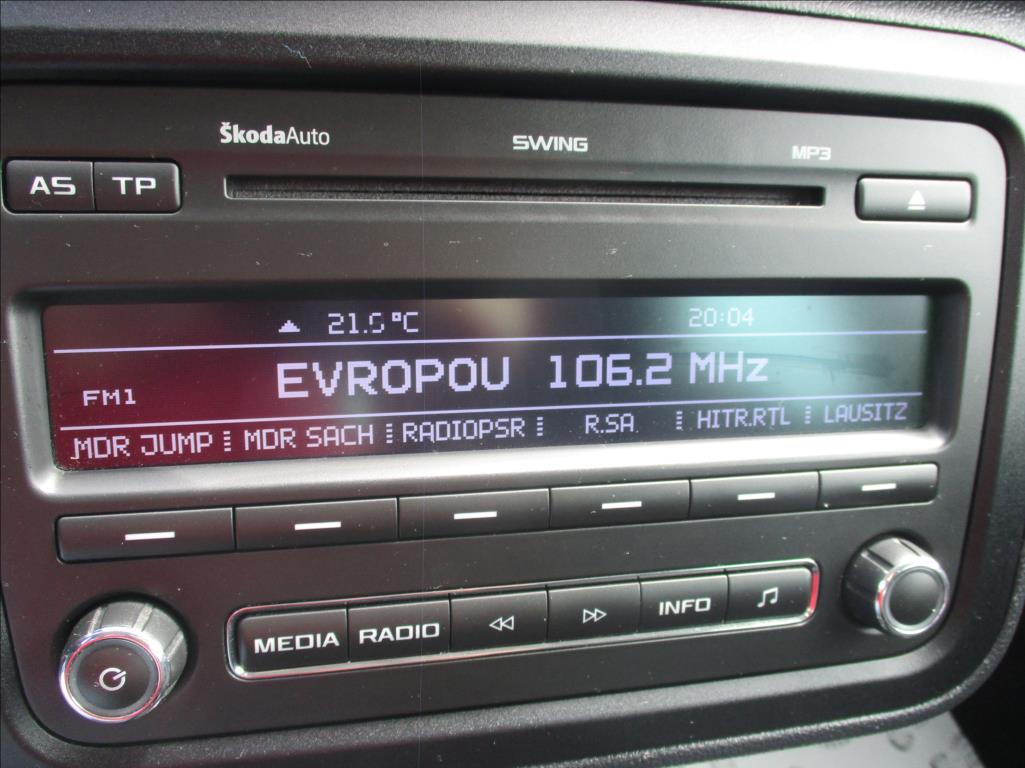 ŠkodaAuto SWING MP3
AS TP
21.5 °C 20:04
FM1 EVROPOU 106.2 MHz
MDR JUMP MDR SACH RADIOPSR R.SA HITR.RTL LAUSITZ
MEDIA RADIO INFO